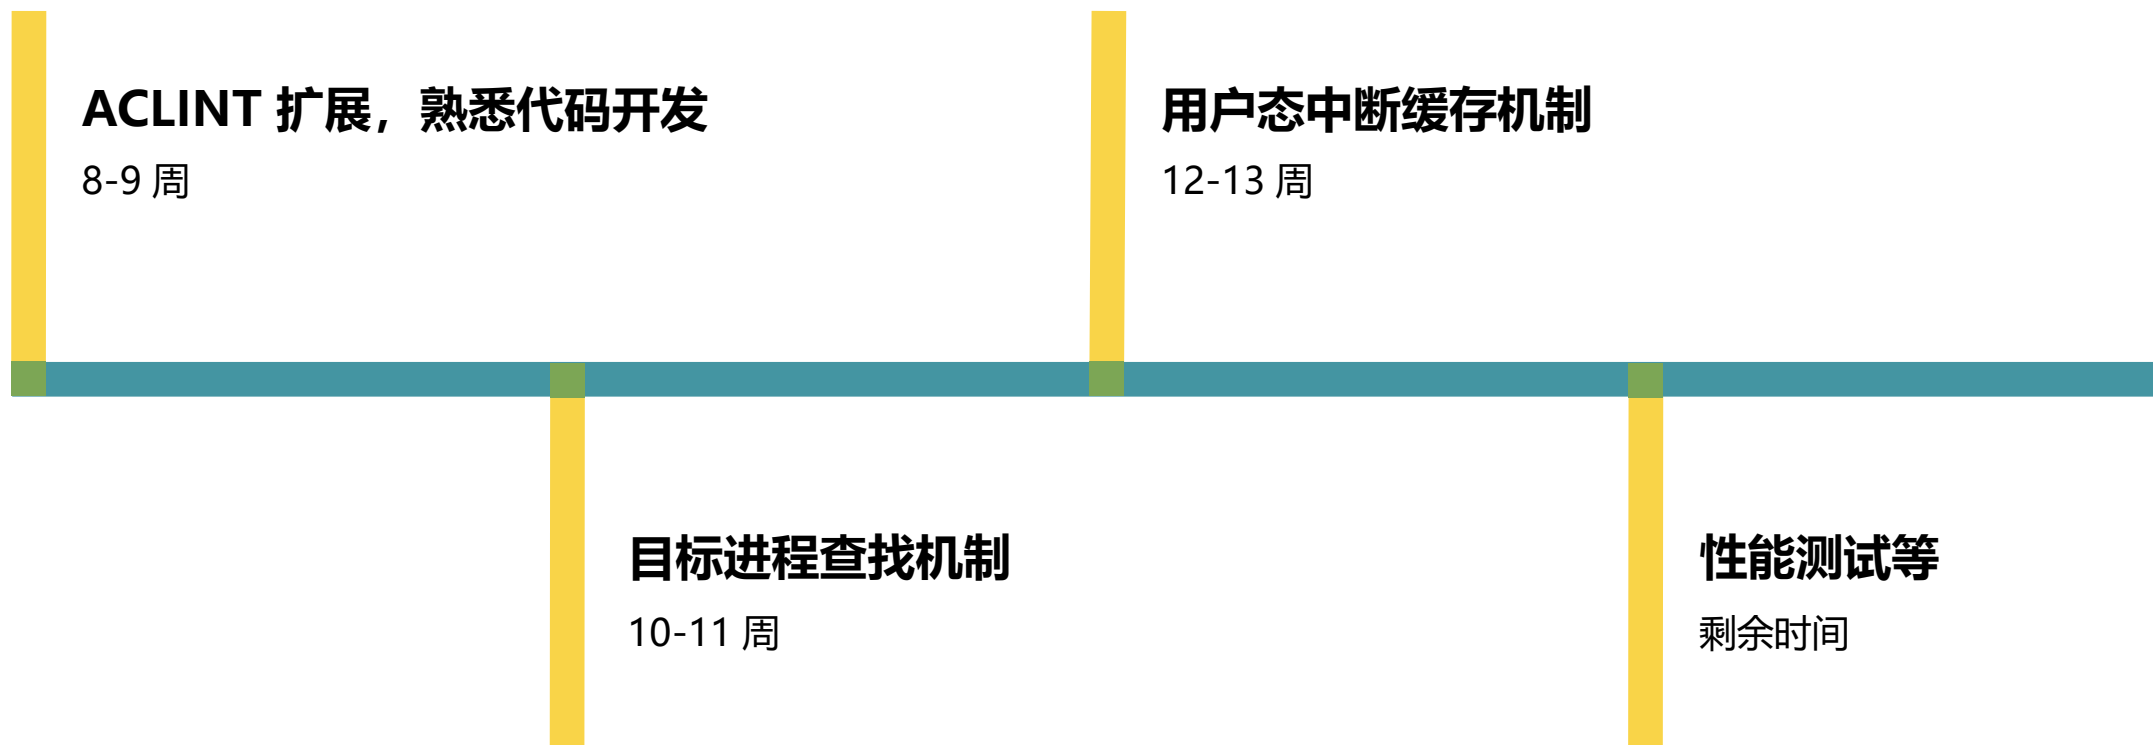 ACLINT 扩展，熟悉代码开发
8-9 周
目标进程查找机制
10-11 周
用户态中断缓存机制
12-13 周
性能测试等
剩余时间